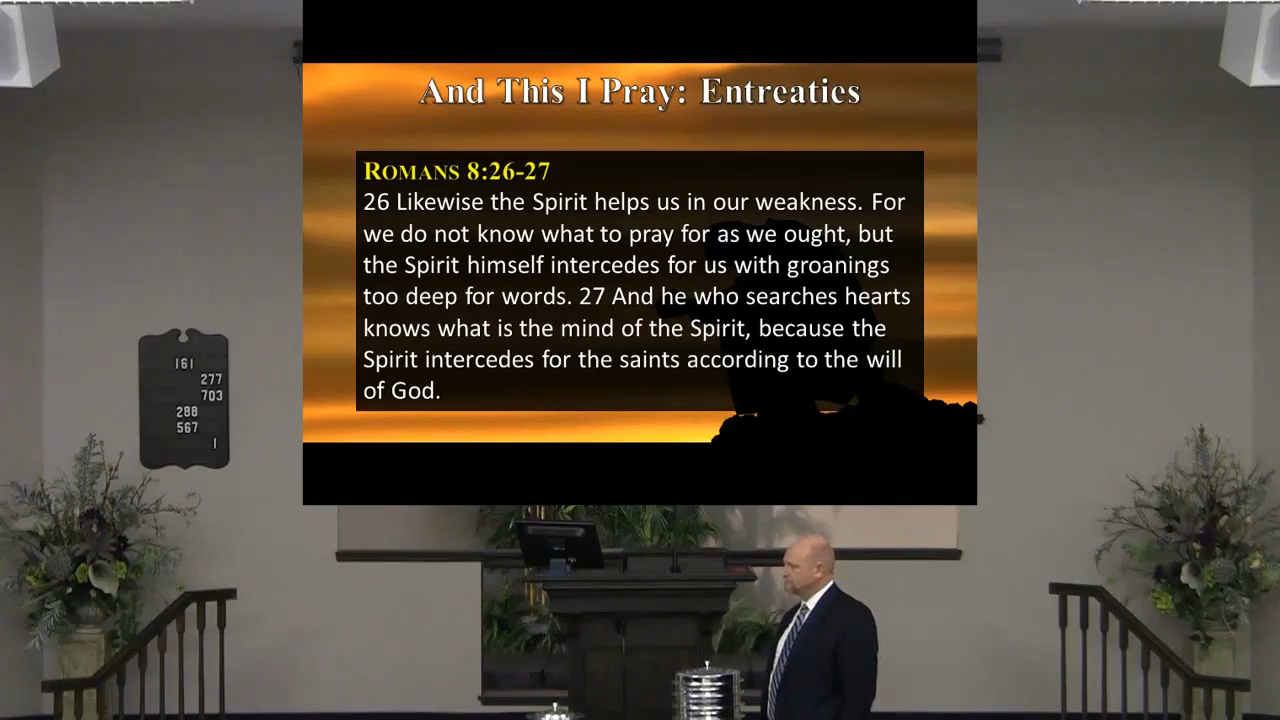 And This I Pray: Entreaties
ROMANS 8:26-27
26 Likewise the Spirit helps us in our weakness. For
we do not know what to pray for as we ought, but
the Spirit himself intercedes for us with groanings
too deep for words. 27 And he who searches hearts
knows what is the mind of the Spirit, because the
Spirit intercedes for the saints according to the will
of God.
161
277
703
288
567
1